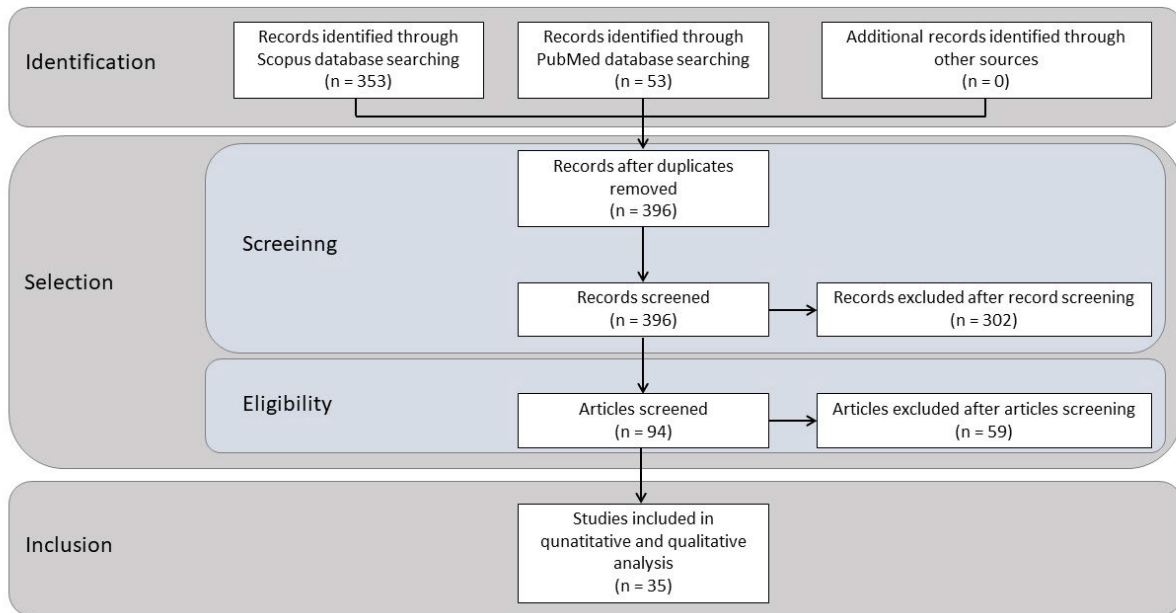 Identification
Records identified through
Scopus database searching
(n = 353)
Records identified through
PubMed database searching
(n = 53)
Additional records identified through
other sources
(n = 0)
Selection
Screeinng
Records after duplicates
removed
(n = 396)
Records screened
(n = 396)
Records excluded after record screening
(n = 302)
Eligibility
Articles screened
(n = 94)
Articles excluded after articles screening
(n = 59)
Inclusion
Studies included in
qunatitative and qualitative
analysis
(n = 35)